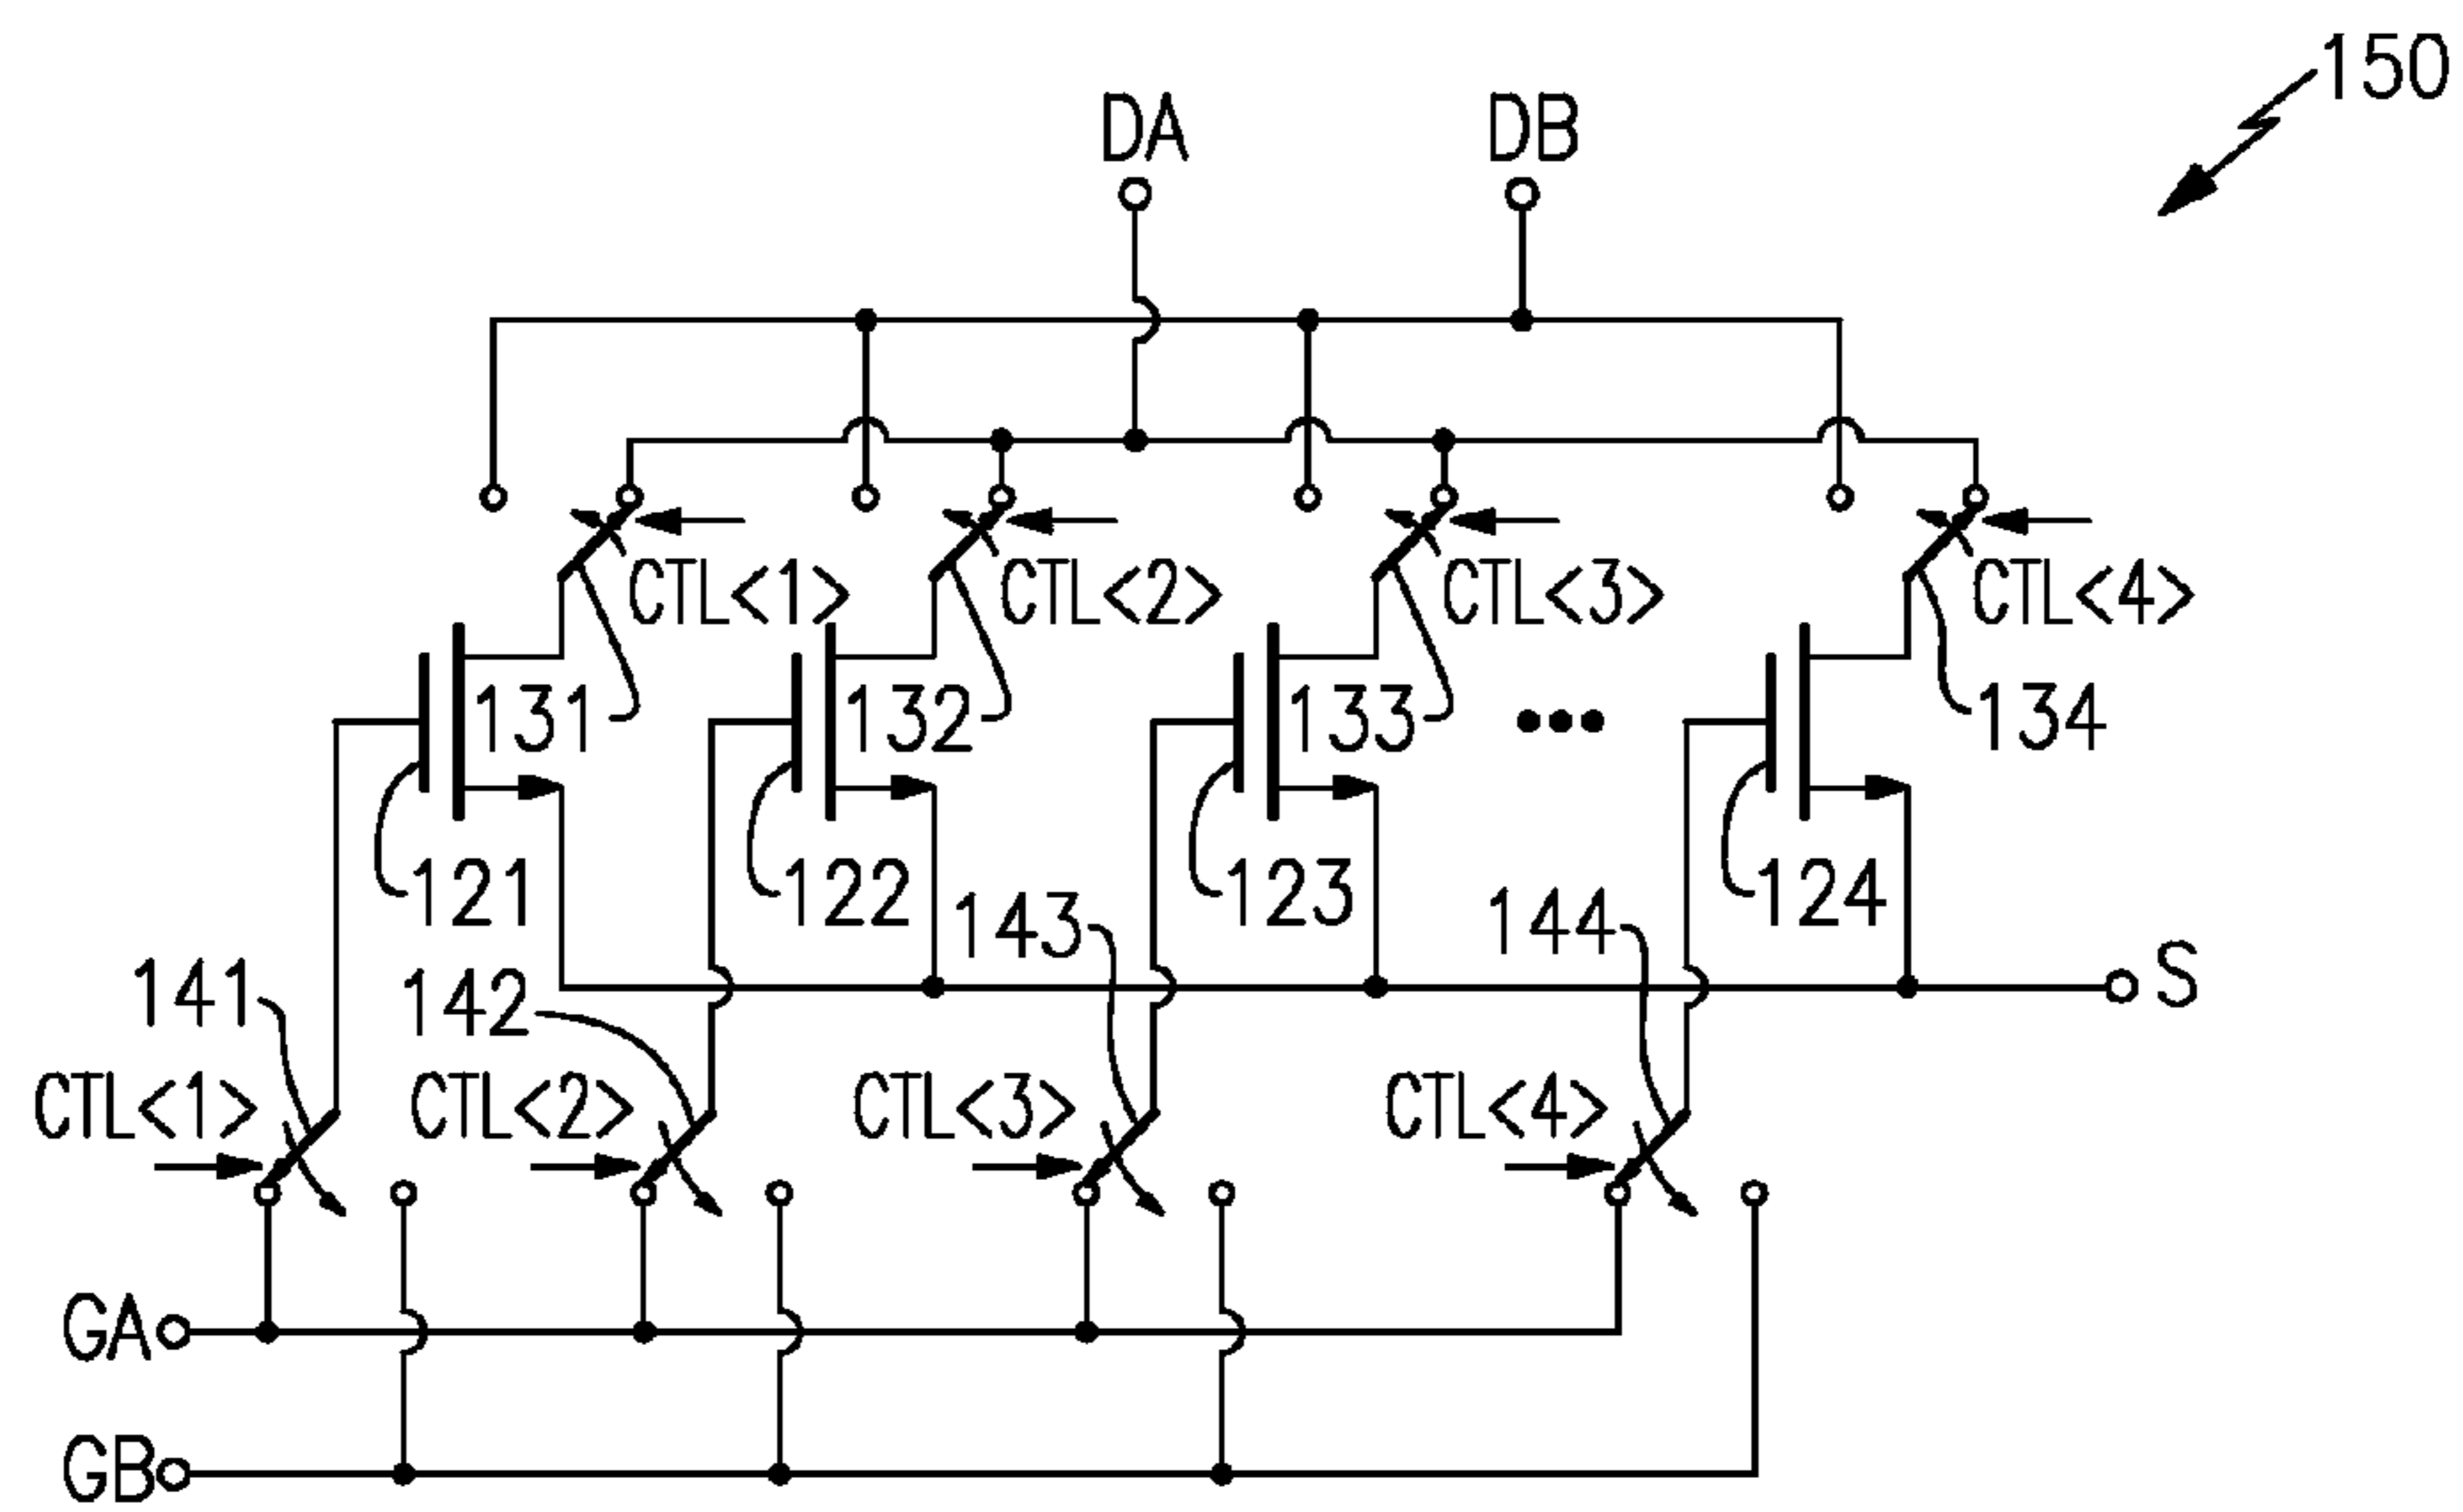 150
DA DB
CTL<1> CTL<2> CTL<3> CTL<4>
131 132 133 134
121 122 123 124
143 144
141 142 S
CTL<1> CTL<2> CTL<3> CTL<4>
GA
GB